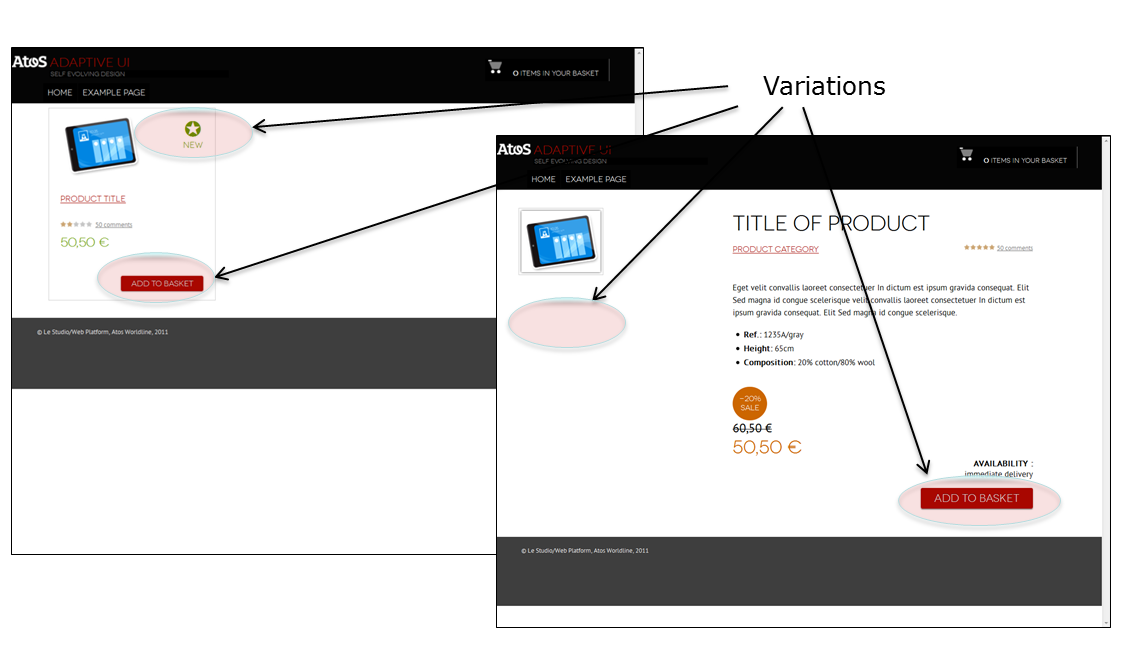 Variations
AtoS ADAPTIVE UI
SELF EVOLVING DESIGN
0 ITEMS IN YOUR BASKET
HOME EXAMPLE PAGE
NEW
PRODUCT TITLE
50 comments
50,50 €
ADD TO BASKET
© Le Studio/Web Platform, Atos Worldline, 2011
AtoS ADAPTIVE UI
SELF EVOLVING DESIGN
0 ITEMS IN YOUR BASKET
HOME EXAMPLE PAGE
TITLE OF PRODUCT
PRODUCT CATEGORY
50 comments
Eget velit convallis laoreet consectetuer In dictum est ipsum gravida consequat. Elit
Sed magna id congue scelerisque velit convallis laoreet consectetuer In dictum est
ipsum gravida consequat. Elit Sed magna id congue scelerisque.
• Ref.: 1235A/gray
• Height: 65cm
• Composition: 20% cotton/80% wool
-20%
SALE
60,50 €
50,50 €
AVAILABILITY :
immediate delivery
ADD TO BASKET
© Le Studio/Web Platform, Atos Worldline, 2011